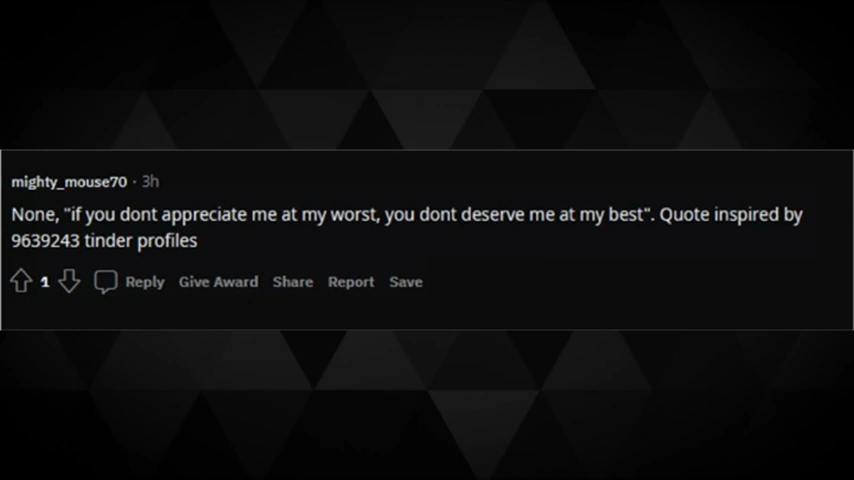 mighty_mouse70 · 3h
None, "if you dont appreciate me at my worst, you dont deserve me at my best". Quote inspired by
9639243 tinder profiles
1 Reply Give Award Share Report Save